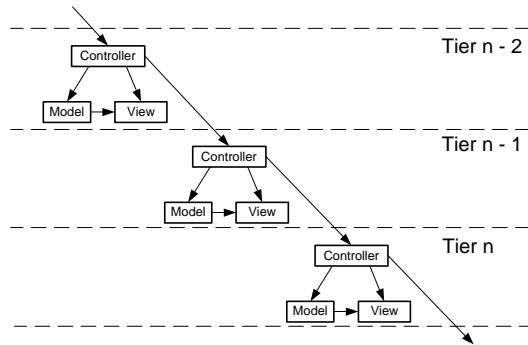 Tier n - 2
Controller
Model
View
Tier n - 1
Controller
Model
View
Tier n
Controller
Model
View